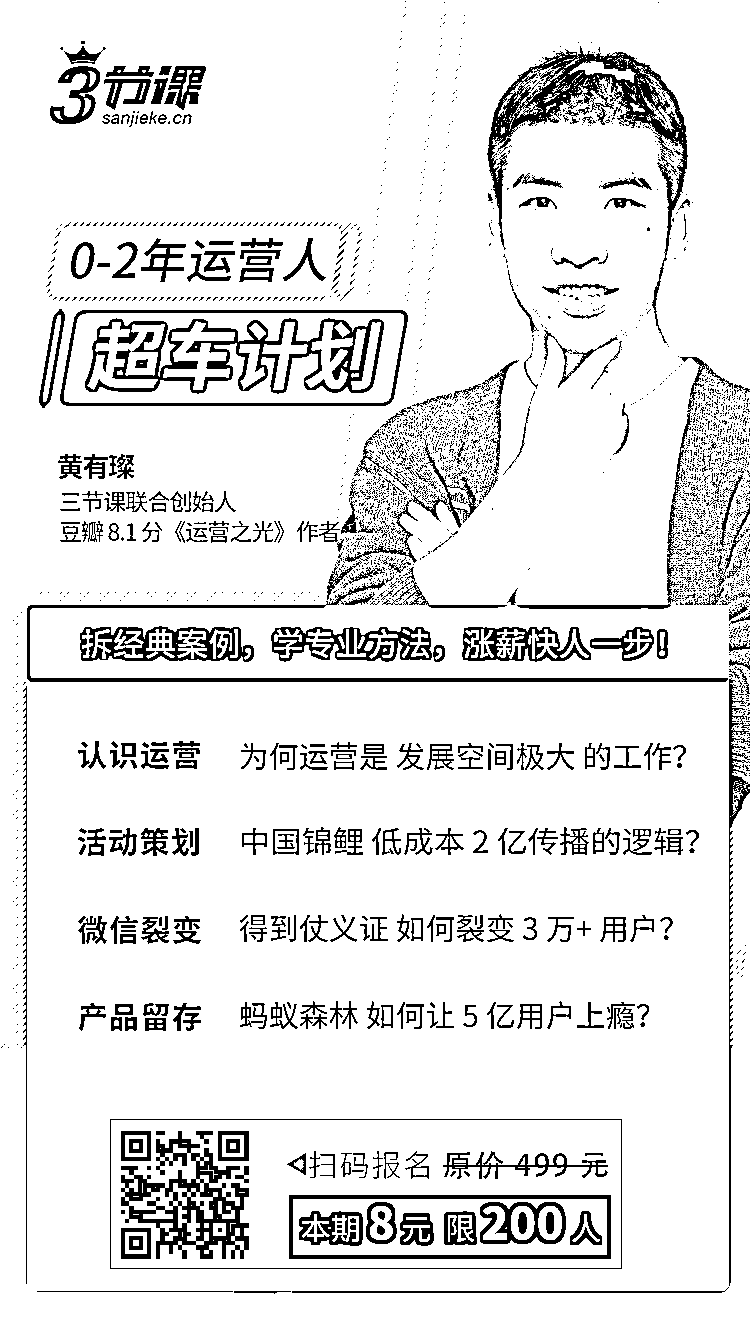 3节课
sanjieke.cn
0-2年运营人
超车计划
黄有璨
三节课联合创始人
豆瓣 8.1 分《运营之光》作者
拆经典案例，学专业方法，涨薪快人一步！
认识运营 为何运营是 发展空间极大 的工作？
活动策划 中国锦鲤 低成本 2 亿传播的逻辑？
微信裂变 得到仗义证 如何裂变 3 万+ 用户？
产品留存 蚂蚁森林 如何让 5 亿用户上瘾？
扫码报名 原价 499 元
本期8元 限200人